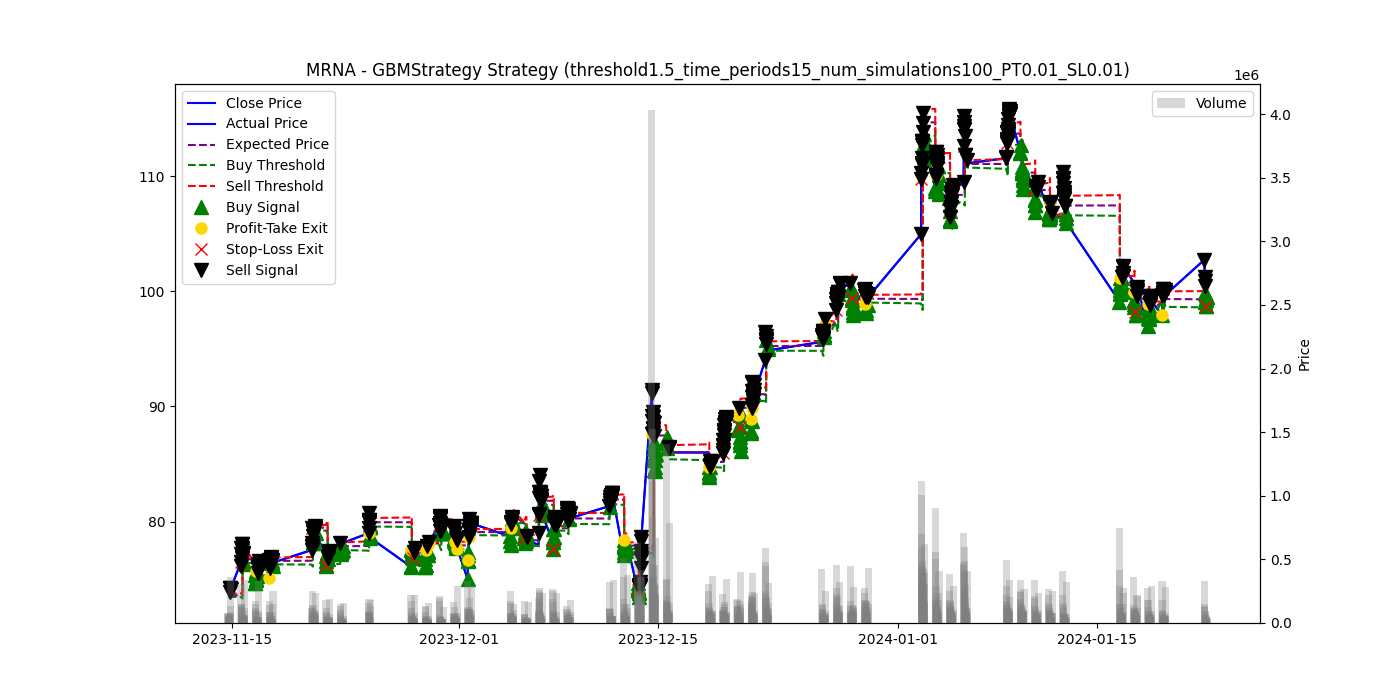 MRNA - GBMStrategy Strategy (threshold1.5_time_periods15_num_simulations100_PT0.01_SL0.01)
1e6
Close Price
Actual Price
Expected Price
Buy Threshold
Sell Threshold
Buy Signal
Profit-Take Exit
Stop-Loss Exit
Sell Signal
Volume
110
100
90
80
4.0
3.5
3.0
2.5
2.0
1.5
1.0
0.5
0.0
Price
2023-11-15
2023-12-01
2023-12-15
2024-01-01
2024-01-15